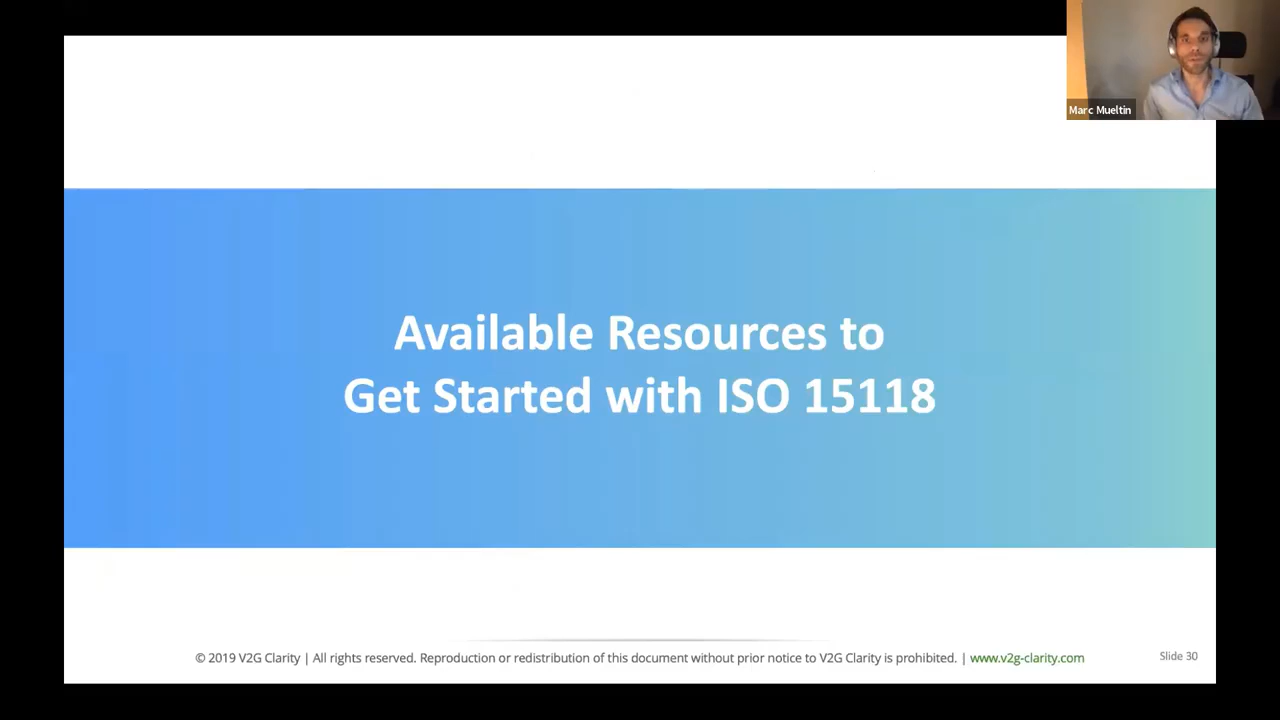 Marc Mueltin
Available Resources to
Get Started with ISO 15118
© 2019 V2G Clarity | All rights reserved. Reproduction or redistribution of this document without prior notice to V2G Clarity is prohibited. | www.v2g-clarity.com
Slide 30